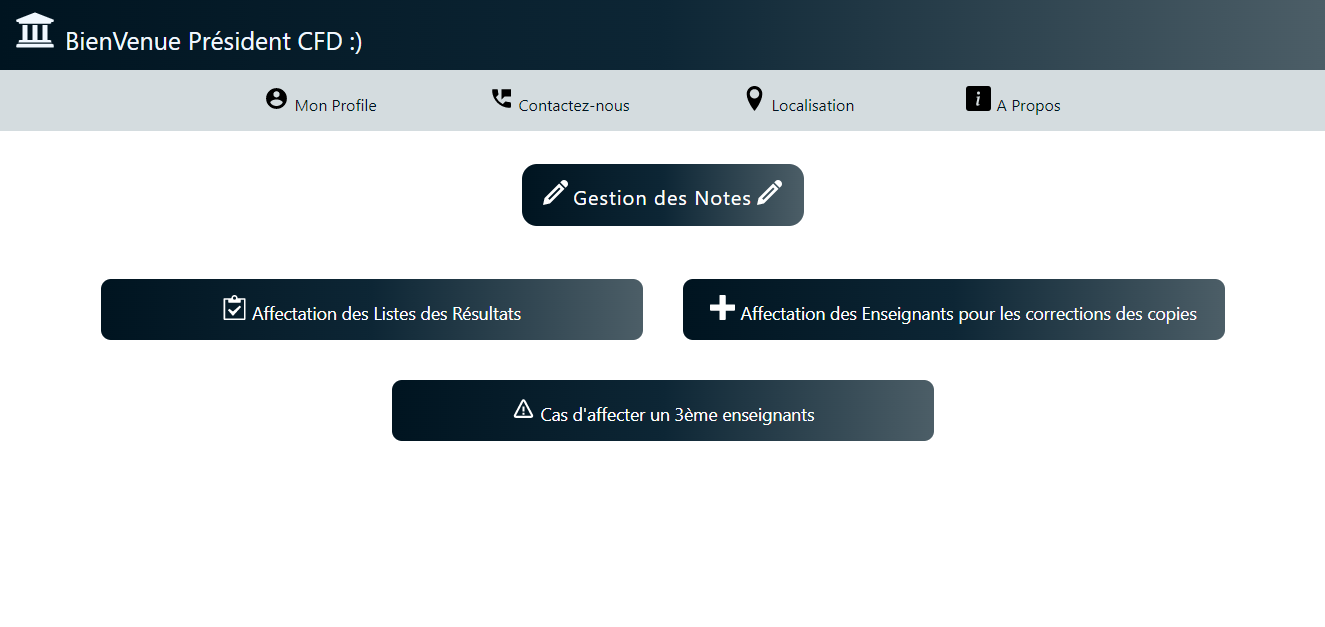 BienVenue Président CFD :)
Mon Profile Contactez-nous Localisation A Propos
Gestion des Notes
Affectation des Listes des Résultats
Affectation des Enseignants pour les corrections des copies
Cas d'affecter un 3ème enseignants